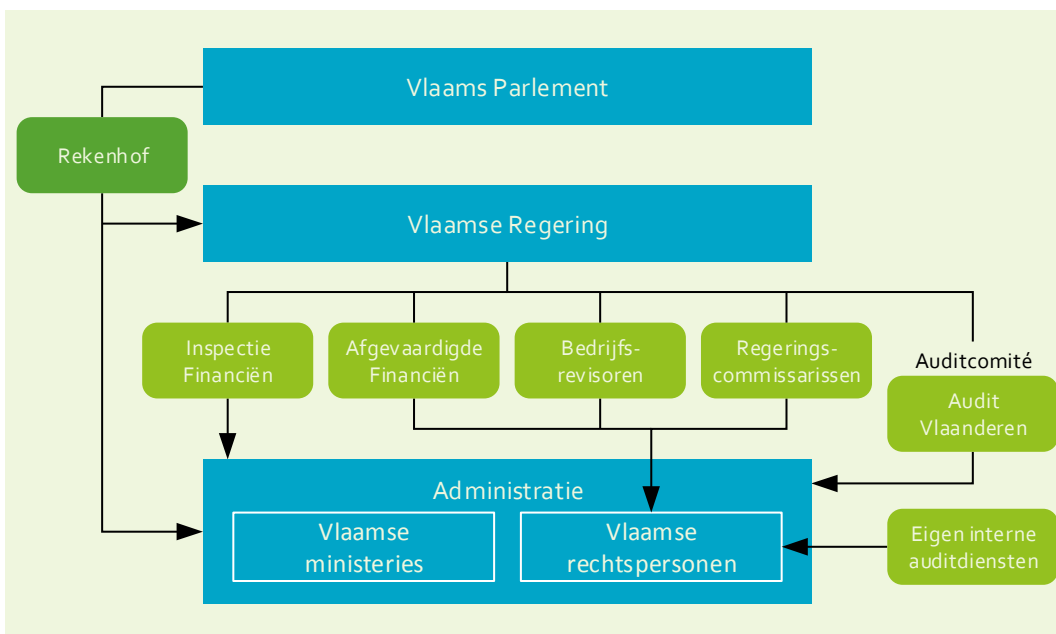 Vlaams Parlement
Rekenhof
Vlaamse Regering
Inspectie
Financiën
Afgevaardigde
Financiën
Bedrijfs-
revisoren
Regerings-
commissarissen
Auditcomité
Audit
Vlaanderen
Administratie
Vlaamse
ministeries
Vlaamse
rechtspersonen
Eigen interne
auditdiensten